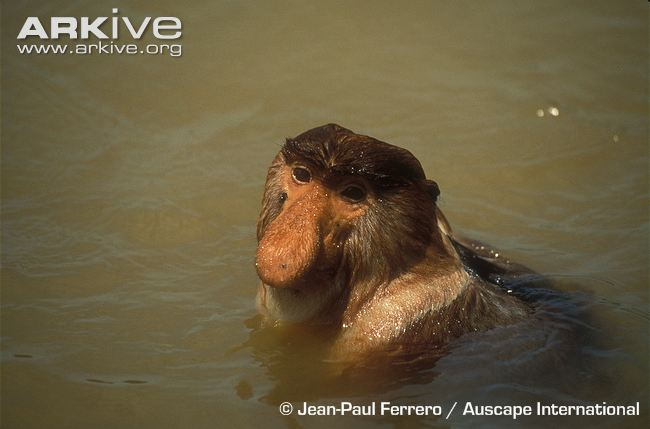 ARKive
www.arkive.org
© Jean-Paul Ferrero / Auscape International